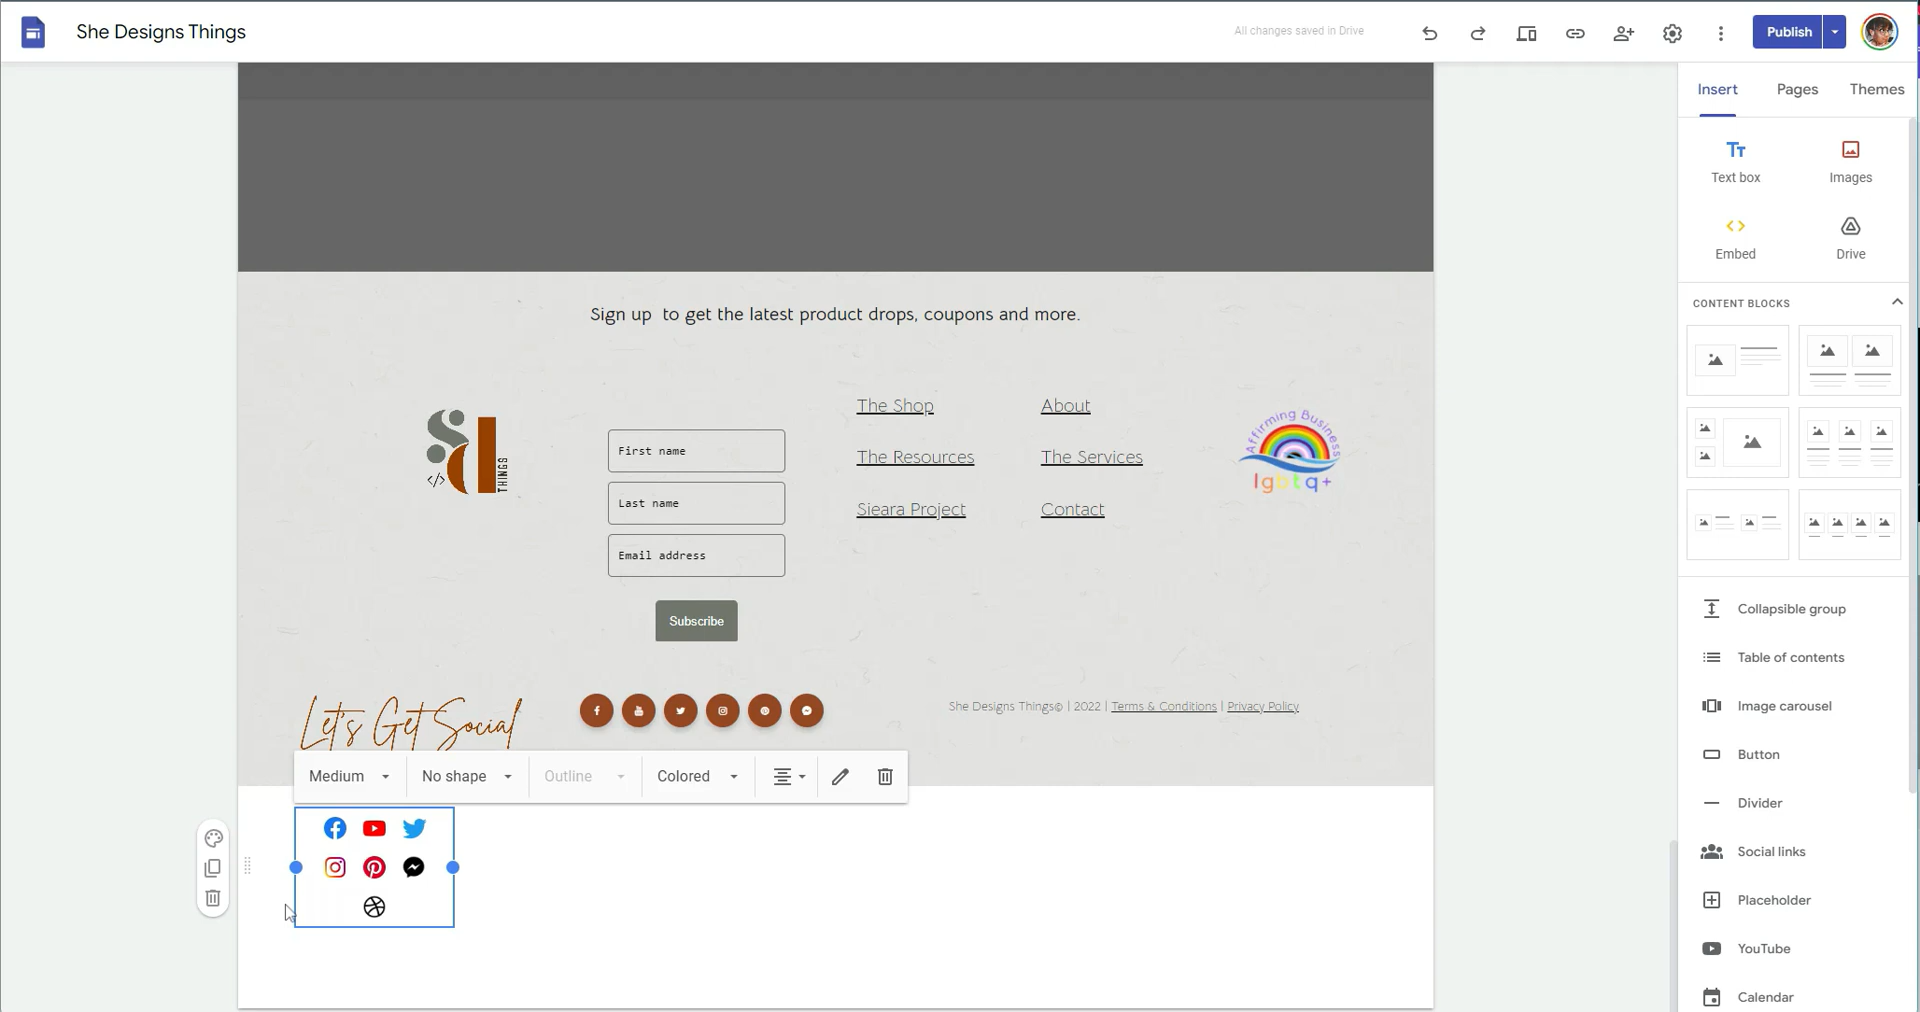 She Designs Things
All changes saved in Drive
Publish
Insert
Pages
Themes
Text box
Images
Embed
Drive
CONTENT BLOCKS
Collapsible group
Table of contents
Image carousel
Button
Divider
Social links
Placeholder
YouTube
Calendar
Sign up  to get the latest product drops, coupons and more.
THINGS
</>
First name
Last name
Email address
Subscribe
The Shop
About
The Resources
The Services
Sieara Project
Contact
Affirming Business
lgbtq+
Let's Get Social
She Designs Things© | 2022 | Terms & Conditions | Privacy Policy
Medium
No shape
Outline
Colored